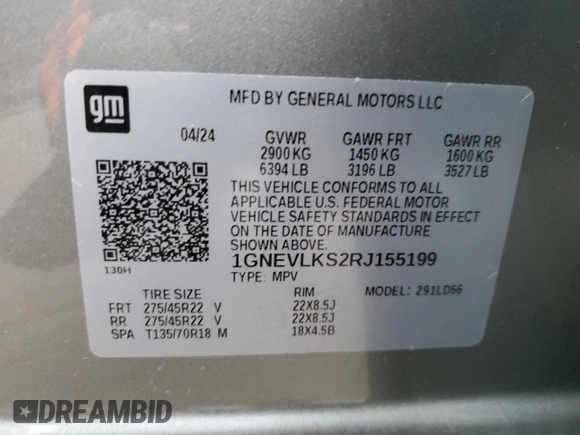 gm
MFD BY GENERAL MOTORS LLC
04/24 GVWR GAWR FRT GAWR RR
2900 KG 1450 KG 1600 KG
6394 LB 3196 LB 3527 LB
THIS VEHICLE CONFORMS TO ALL
APPLICABLE U.S. FEDERAL MOTOR
VEHICLE SAFETY STANDARDS IN EFFECT
ON THE DATE OF MANUFACTURE
SHOWN ABOVE.
130H
1GNEVLKS2RJ155199
TYPE: MPV MODEL: 291LD56
TIRE SIZE RIM
FRT 275/45R22 V 22X8.5J
RR 275/45R22 V 22X8.5J
SPA T135/70R18 M 18X4.5B
DREAMBID